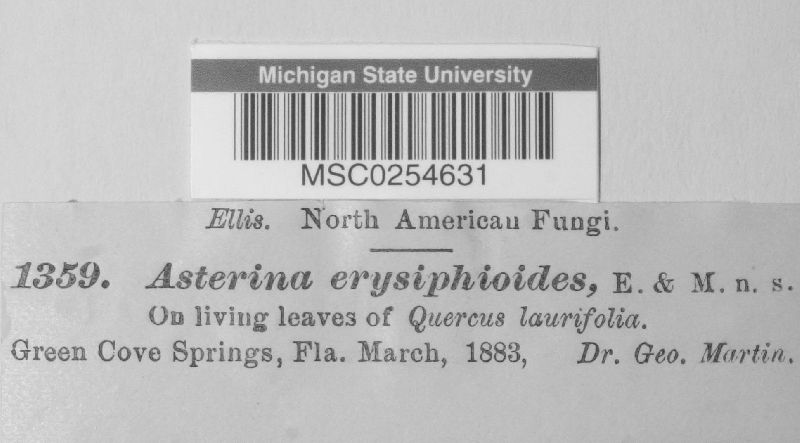 Michigan State University
MSC0254631
Ellis. North American Fungi.
1359. Asterina erysiphioides, E. & M. n. s.
On living leaves of Quercus laurifolia.
Green Cove Springs, Fla. March, 1883, Dr. Geo. Martin.